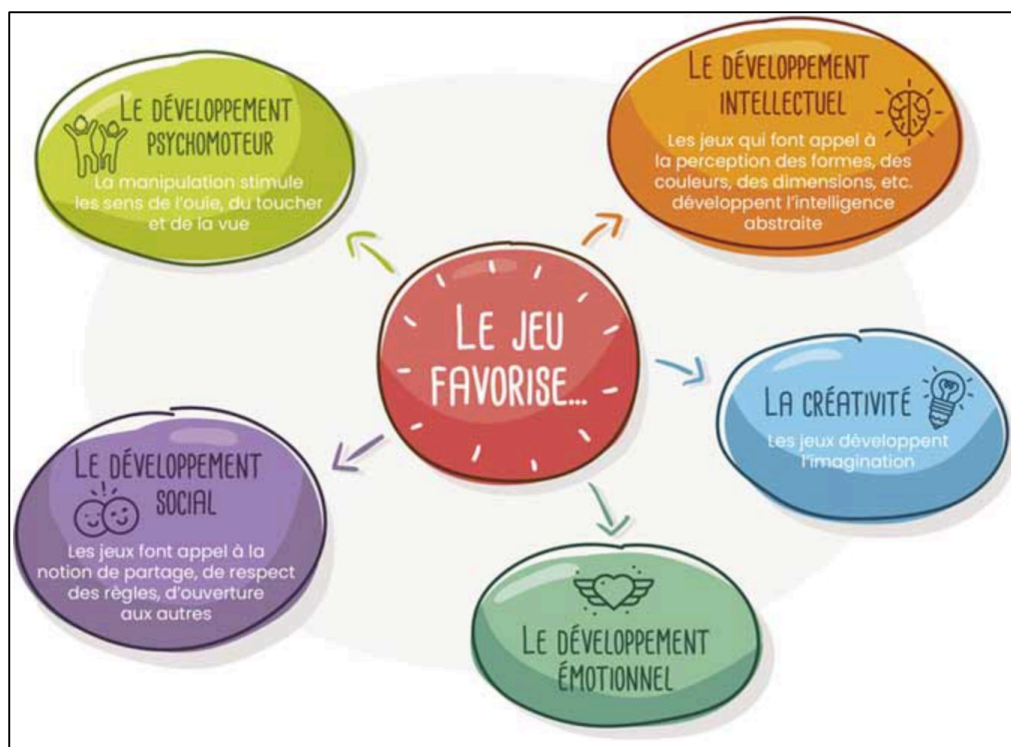 LE DÉVELOPPEMENT
PSYCHOMOTEUR
La manipulation stimule
les sens de l'ouïe, du toucher
et de la vue
LE DÉVELOPPEMENT
INTELLECTUEL
Les jeux qui font appel à
la perception des formes, des
couleurs, des dimensions, etc.
développent l'intelligence
abstraite
LE JEU
FAVORISE...
LA CRÉATIVITÉ
Les jeux développent
l'imagination
LE DÉVELOPPEMENT
SOCIAL
Les jeux font appel à la
notion de partage, de respect
des règles, d'ouverture
aux autres
LE DÉVELOPPEMENT
ÉMOTIONNEL